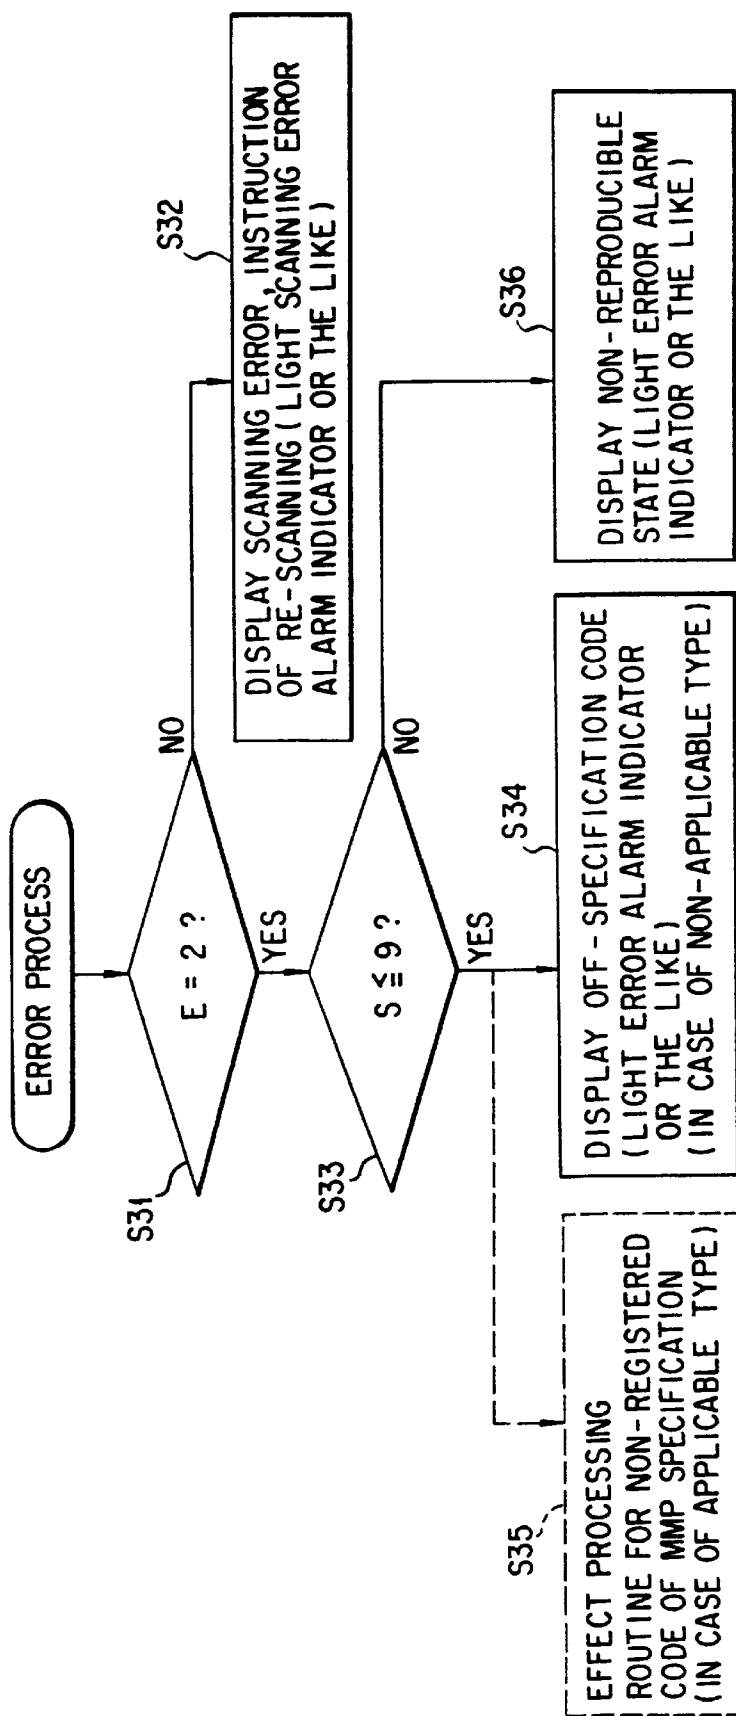 ERROR PROCESS
S31
E = 2 ?
NO
YES
S32
DISPLAY SCANNING ERROR, INSTRUCTION
OF RE-SCANNING (LIGHT SCANNING ERROR
ALARM INDICATOR OR THE LIKE)
S33
S ≦ 9 ?
NO
YES
S35
EFFECT PROCESSING
ROUTINE FOR NON-REGISTERED
CODE OF MMP SPECIFICATION
(IN CASE OF APPLICABLE TYPE)
S34
DISPLAY OFF-SPECIFICATION CODE
(LIGHT ERROR ALARM INDICATOR
OR THE LIKE)
(IN CASE OF NON-APPLICABLE TYPE)
S36
DISPLAY NON-REPRODUCIBLE
STATE (LIGHT ERROR ALARM
INDICATOR OR THE LIKE)